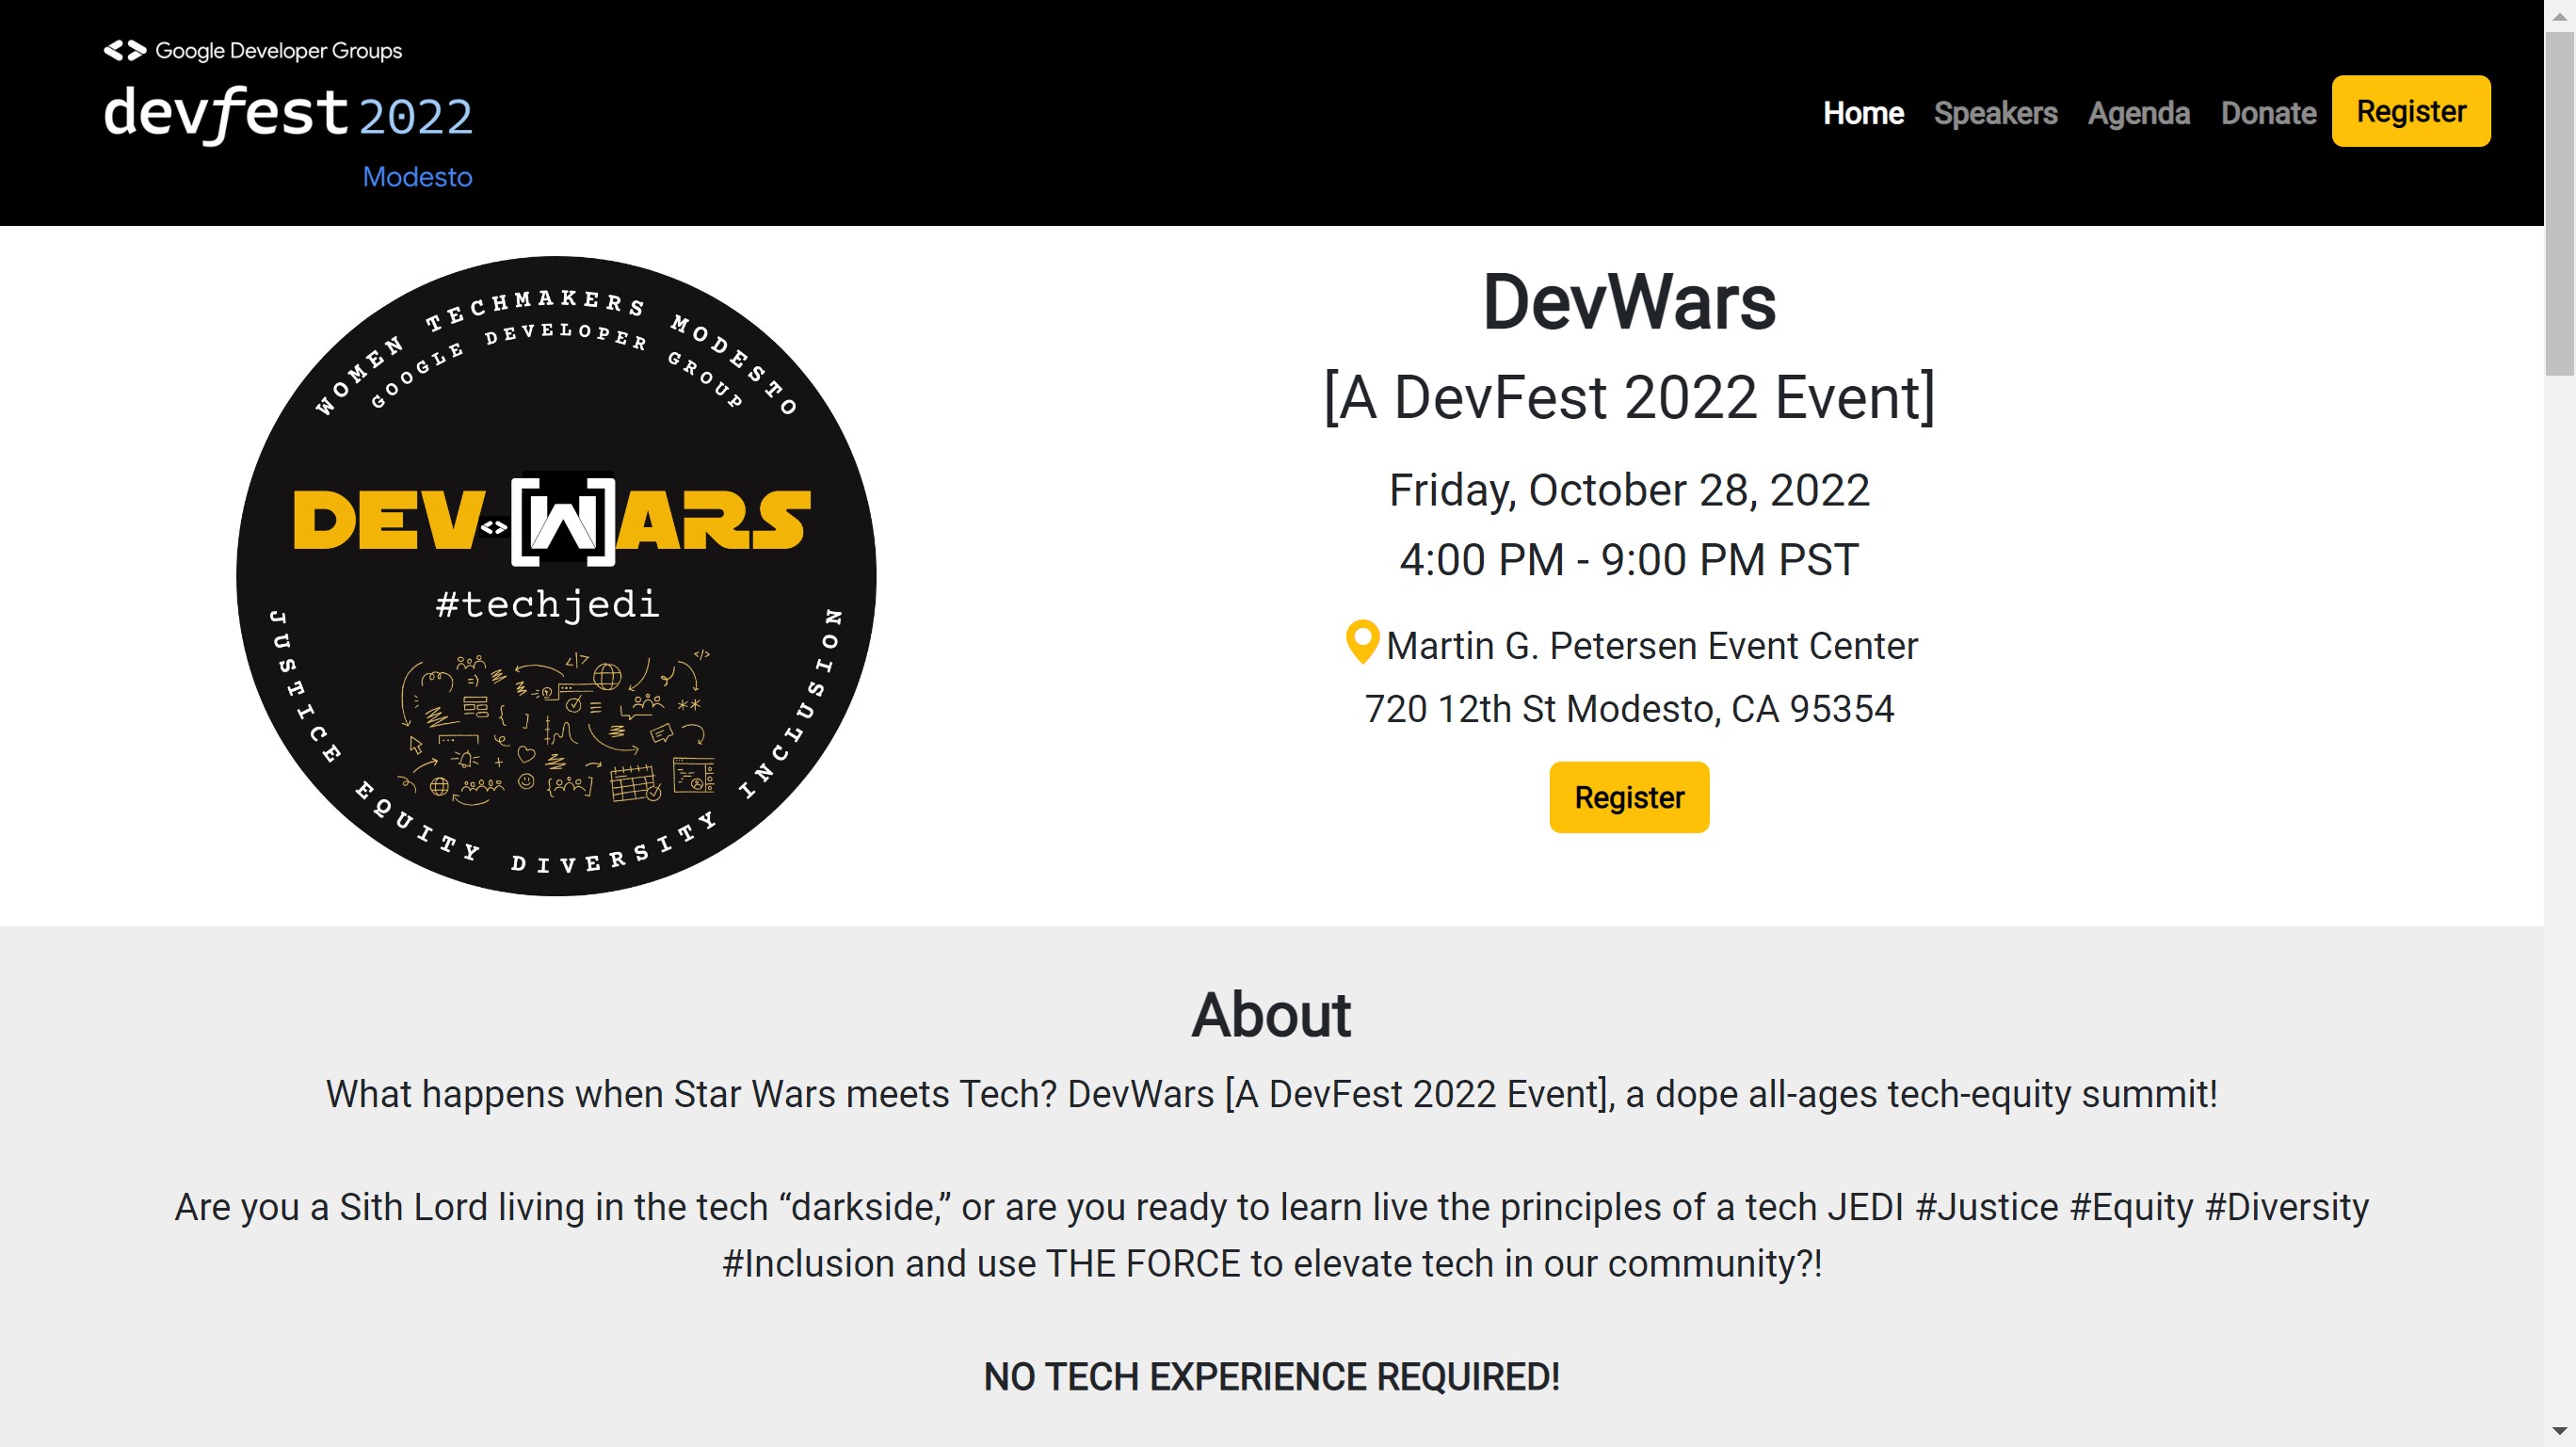 Google Developer Groups
devfest 2022
Modesto
Home Speakers Agenda Donate Register
WOMEN TECHMAKERS MODESTO
GOOGLE DEVELOPER GROUP
DEV<>[W]ARS
#techjedi
JUSTICE EQUITY DIVERSITY INCLUSION
DevWars
[A DevFest 2022 Event]
Friday, October 28, 2022
4:00 PM - 9:00 PM PST
Martin G. Petersen Event Center
720 12th St Modesto, CA 95354
Register
About
What happens when Star Wars meets Tech? DevWars [A DevFest 2022 Event], a dope all-ages tech-equity summit!
Are you a Sith Lord living in the tech “darkside,” or are you ready to learn live the principles of a tech JEDI #Justice #Equity #Diversity
#Inclusion and use THE FORCE to elevate tech in our community?!
NO TECH EXPERIENCE REQUIRED!